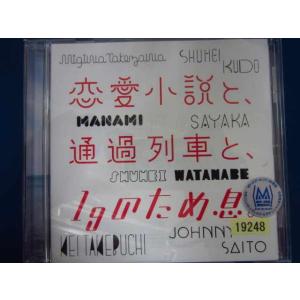 Migiwa Takezawa
SHUHEI KUDO
恋愛小説と、
MANAMI SAYAKA
通過列車と、
SHUHEI WATANABE
1gのため息。
19248
KEI TAKEBUCHI
JOHNNY SAITO